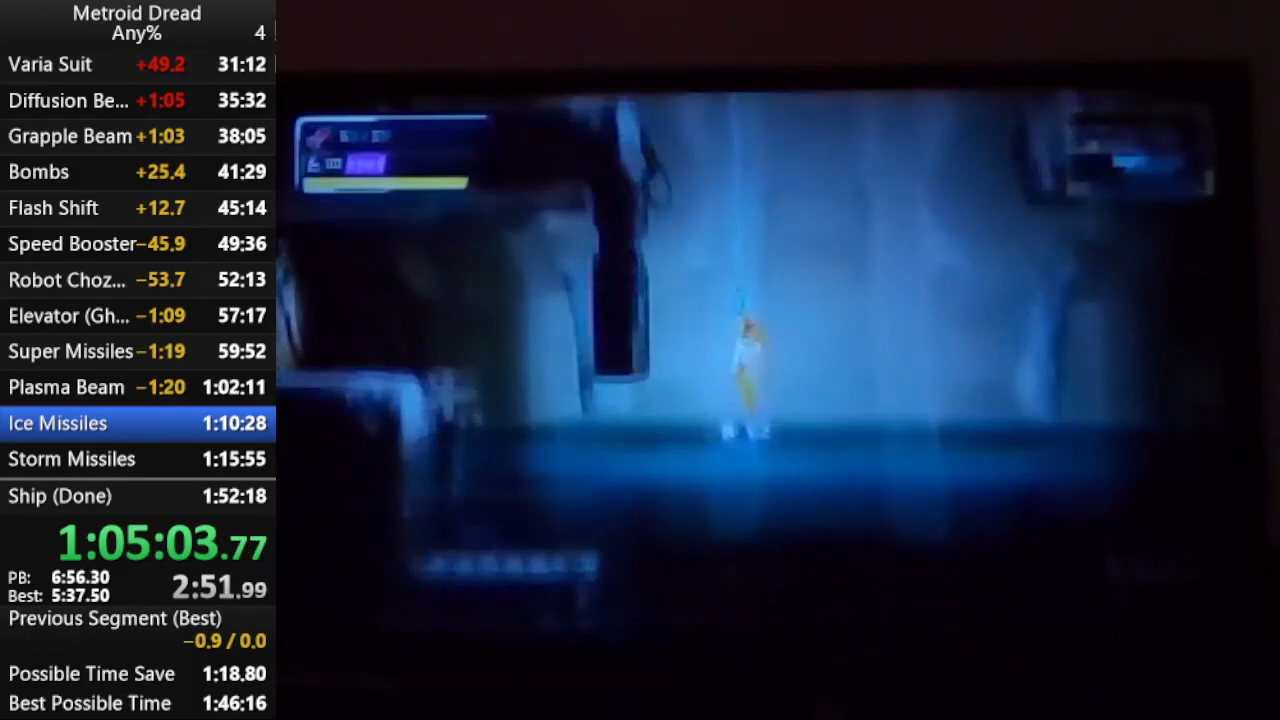 Metroid Dread
Any% 4
Varia Suit +49.2 31:12
Diffusion Be... +1:05 35:32
Grapple Beam +1:03 38:05
Bombs +25.4 41:29
Flash Shift +12.7 45:14
Speed Booster −45.9 49:36
Robot Choz... −53.7 52:13
Elevator (Gh... −1:09 57:17
Super Missiles −1:19 59:52
Plasma Beam −1:20 1:02:11
Ice Missiles 1:10:28
Storm Missiles 1:15:55
Ship (Done) 1:52:18
1:05:03.77
PB: 6:56.30
Best: 5:37.50
2:51.99
Previous Segment (Best)
−0.9 / 0.0
Possible Time Save 1:18.80
Best Possible Time 1:46:16